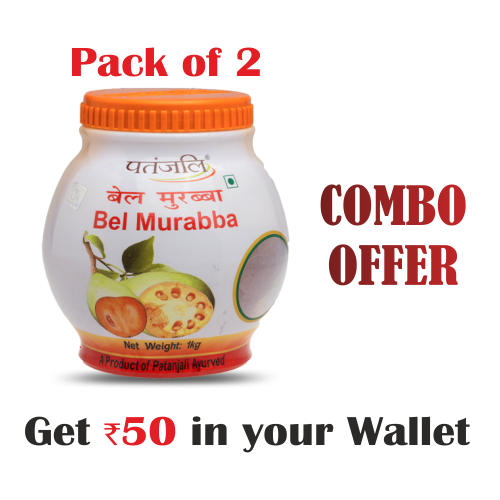 Pack of 2
पतंजलि
बेल मुरब्बा
Bel Murabba
COMBO
OFFER
Net Weight: 1kg
A Product of Patanjali Ayurved
Get ₹50 in your Wallet